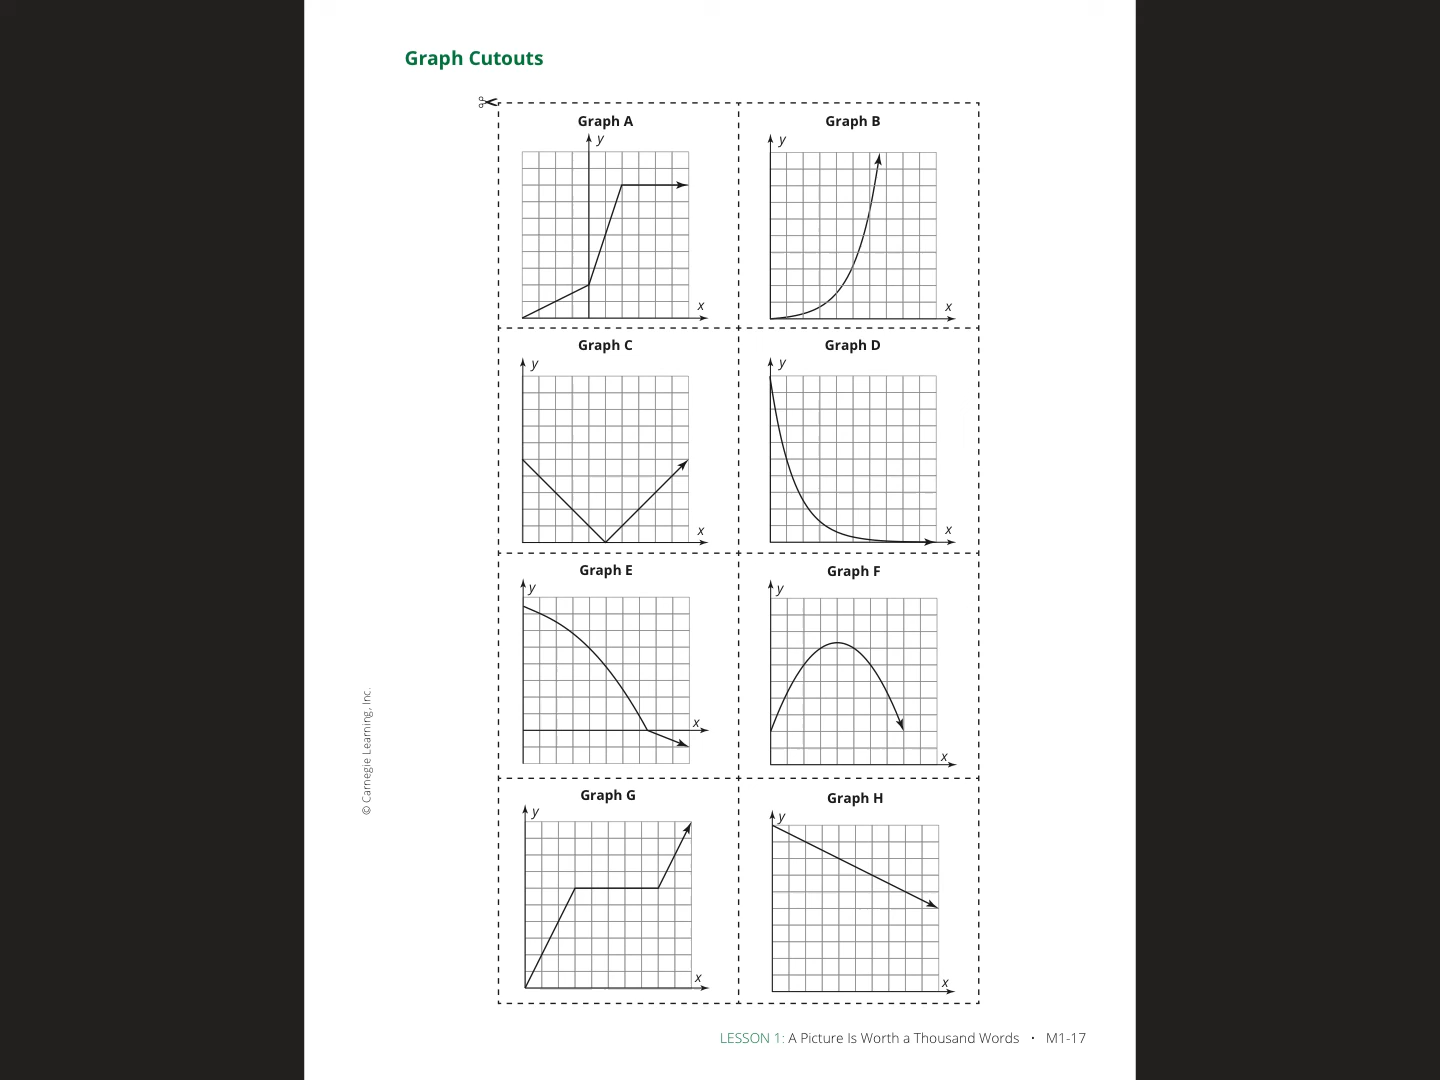 Graph Cutouts
Graph A
y
x
Graph B
y
x
Graph C
y
x
Graph D
y
x
Graph E
y
x
Graph F
y
x
Graph G
y
x
Graph H
y
x
© Carnegie Learning, Inc.
LESSON 1: A Picture Is Worth a Thousand Words • M1-17